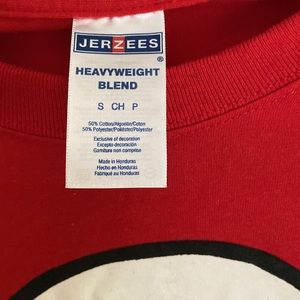 JERZEES
®
HEAVYWEIGHT
BLEND
S CH P
50% Cotton/Algodón/Coton
50% Polyester/Poliéster/Polyester
Exclusive of decoration
Excepto decoración
Garniture non comprise
Made in Honduras
Hecho en Honduras
Fabriqué au Honduras